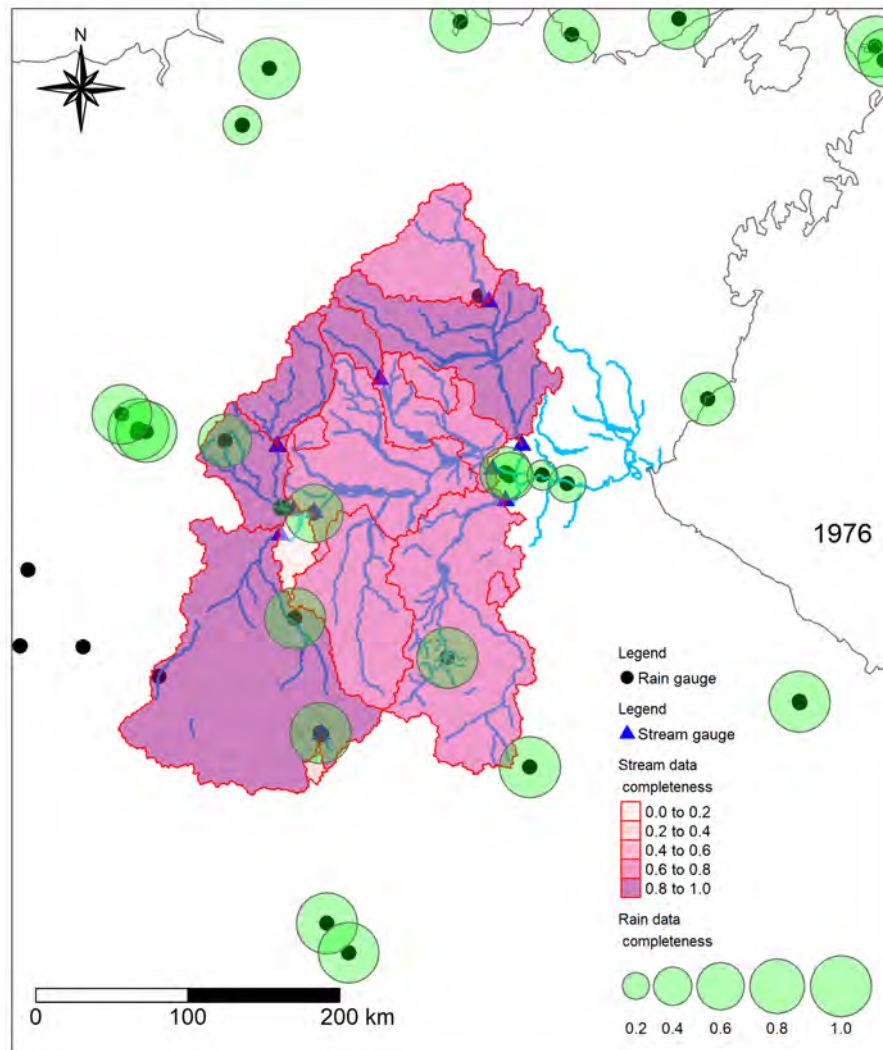 N
1976
Legend
Rain gauge
Legend
Stream gauge
Stream data
completeness
0.0 to 0.2
0.2 to 0.4
0.4 to 0.6
0.6 to 0.8
0.8 to 1.0
Rain data
completeness
0.2 0.4 0.6 0.8 1.0
0 100 200 km